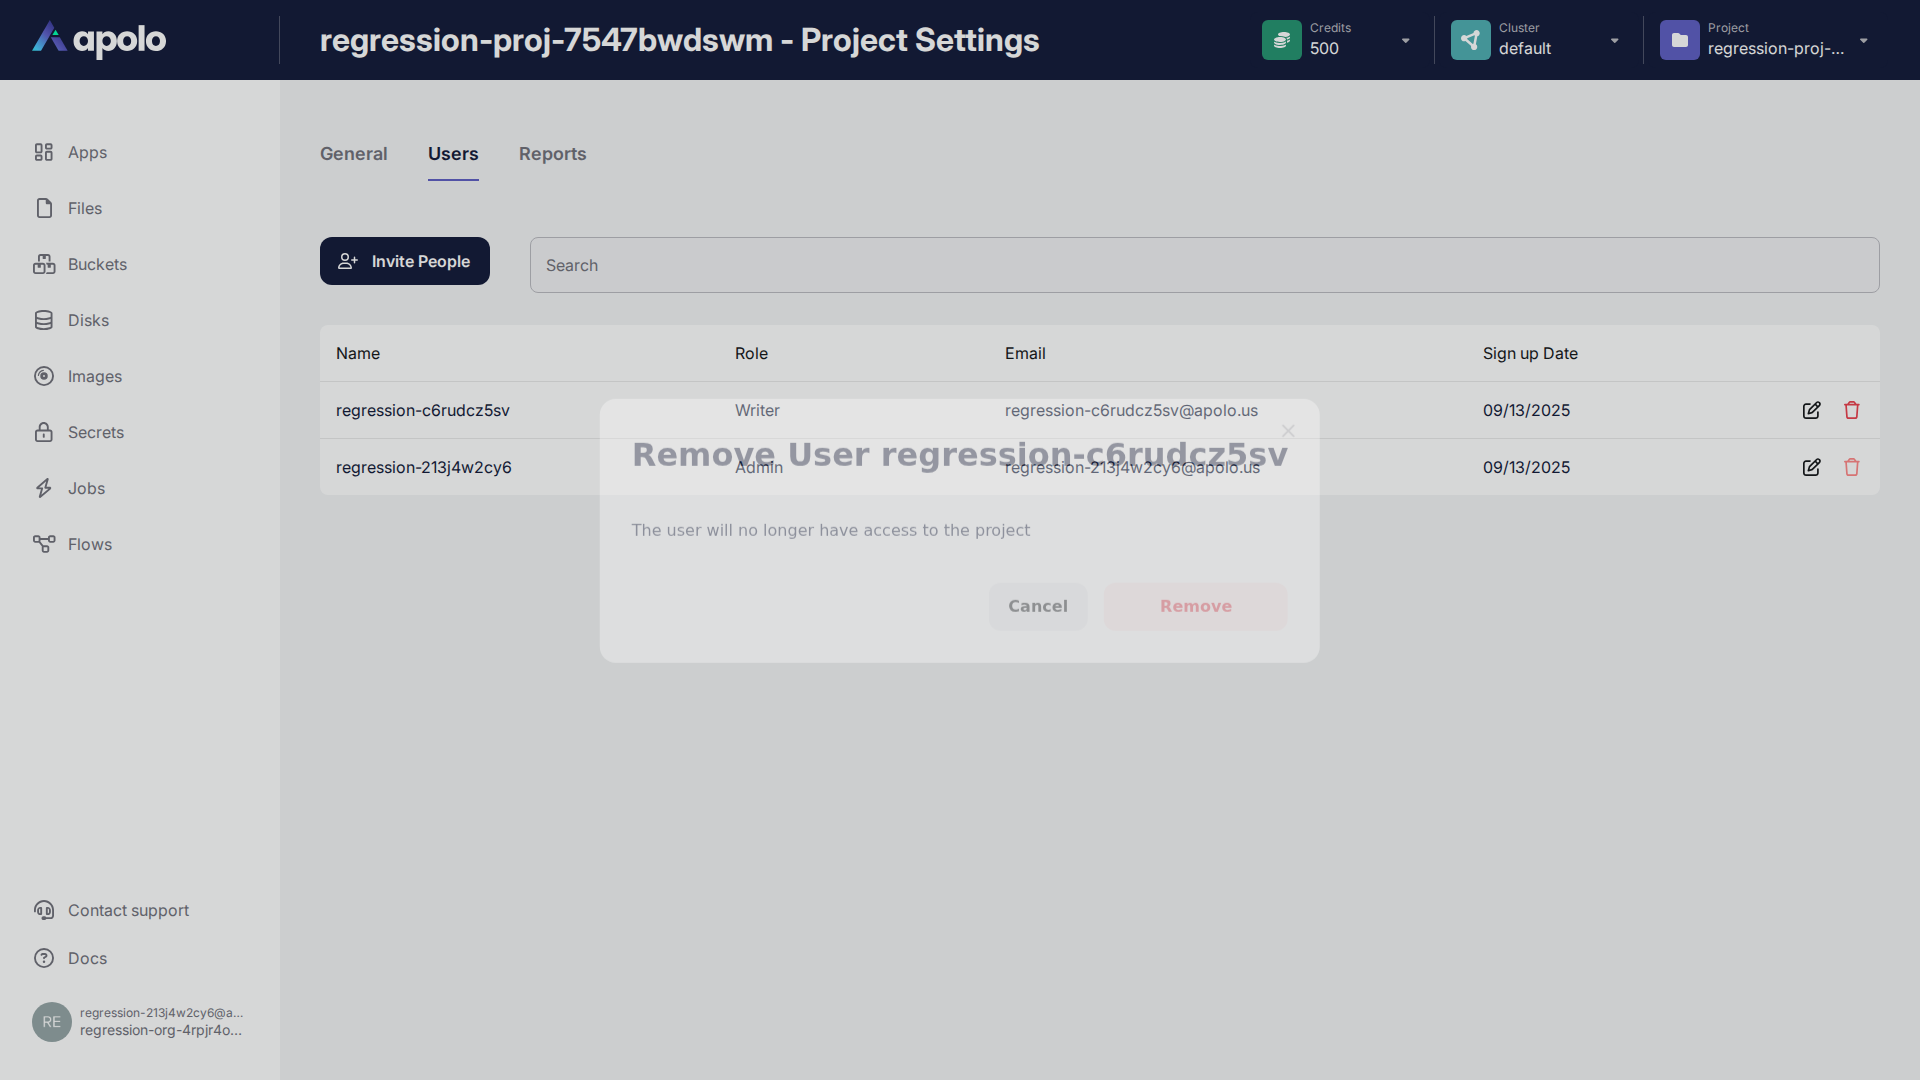 apolo
regression-proj-7547bwdswm - Project Settings
Credits
500
Cluster
default
Project
regression-proj-...
Apps
Files
Buckets
Disks
Images
Secrets
Jobs
Flows
General
Users
Reports
Invite People
Search
Name
Role
Email
Sign up Date
regression-c6rudcz5sv
Writer
regression-c6rudcz5sv@apolo.us
09/13/2025
regression-213j4w2cy6
Admin
regression-213j4w2cy6@apolo.us
09/13/2025
Remove User regression-c6rudcz5sv
The user will no longer have access to the project
Cancel
Remove
Contact support
Docs
RE
regression-213j4w2cy6@a...
regression-org-4rpjr4o...